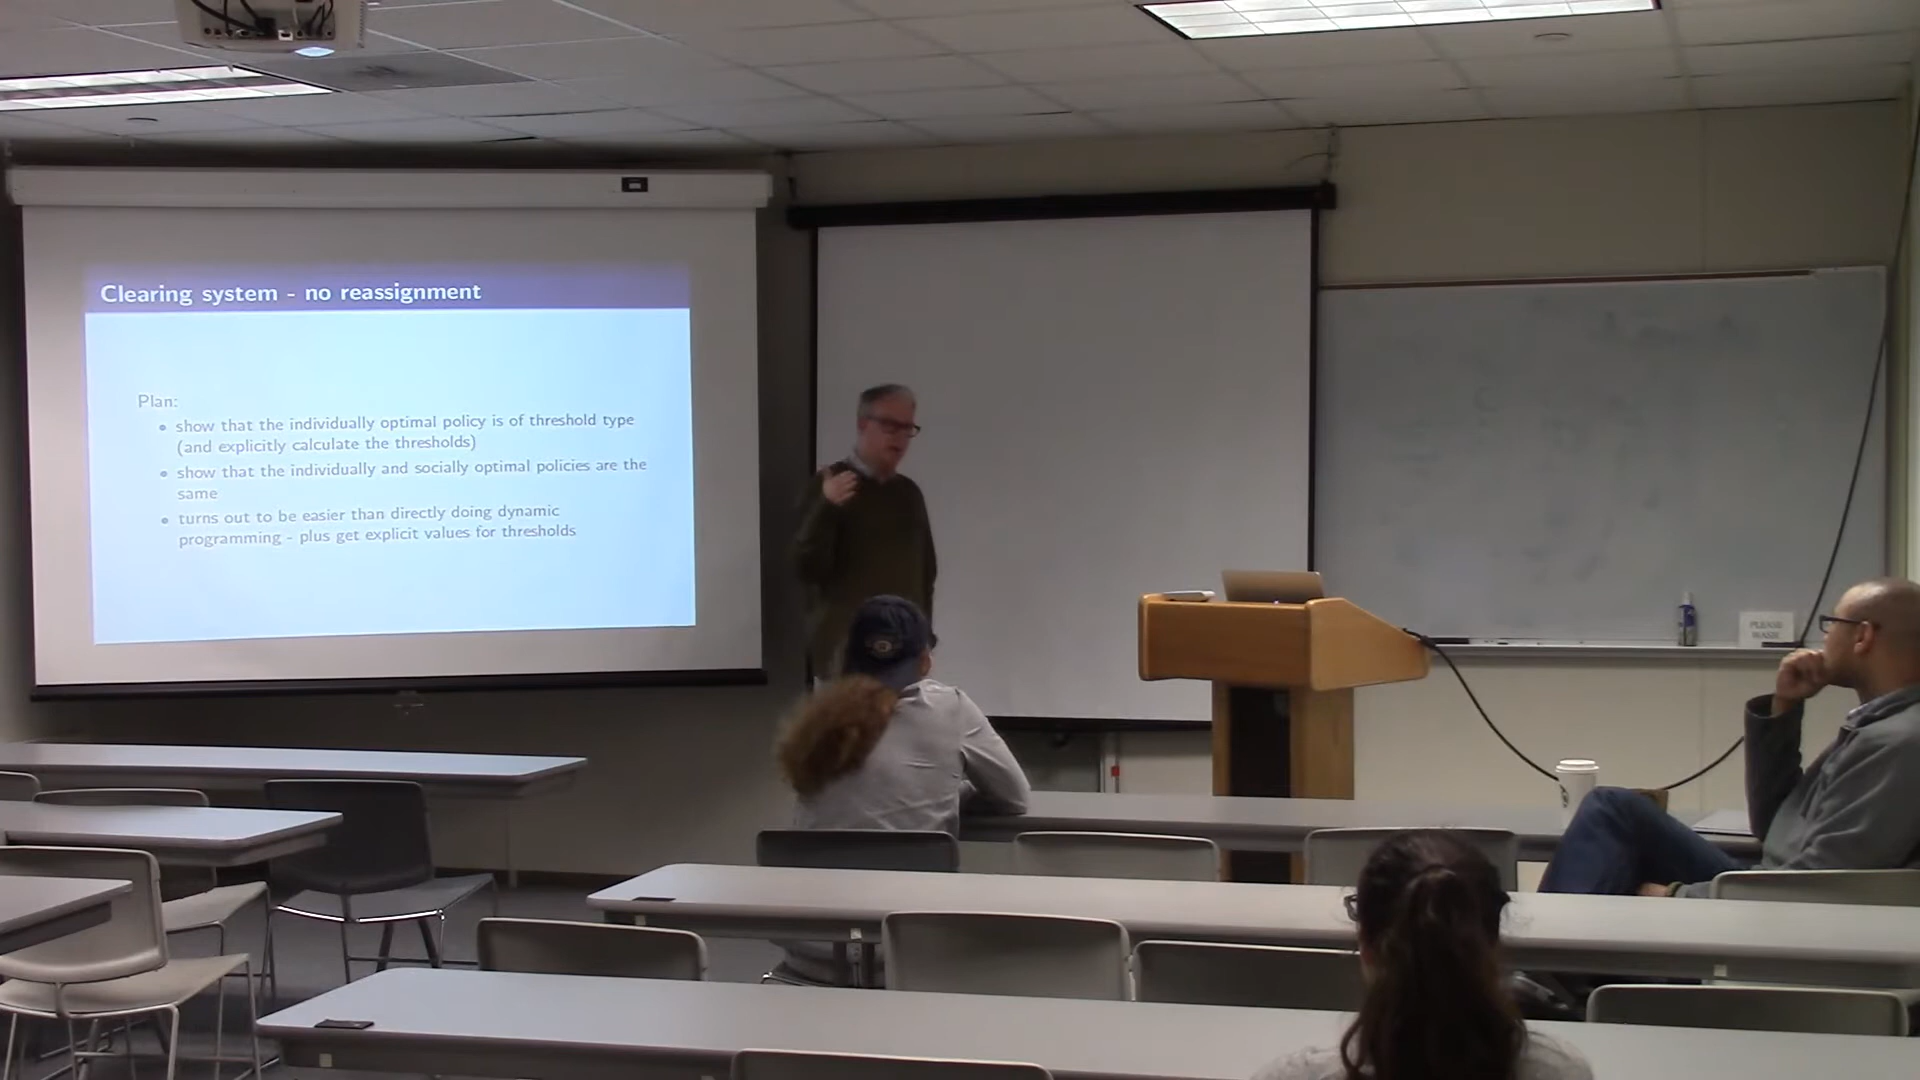 Clearing system - no reassignment
Plan:
• show that the individually optimal policy is of threshold type
(and explicitly calculate the thresholds)
• show that the individually and socially optimal policies are the
same
• turns out to be easier than directly doing dynamic
programming - plus get explicit values for thresholds
PLEASE
WASH